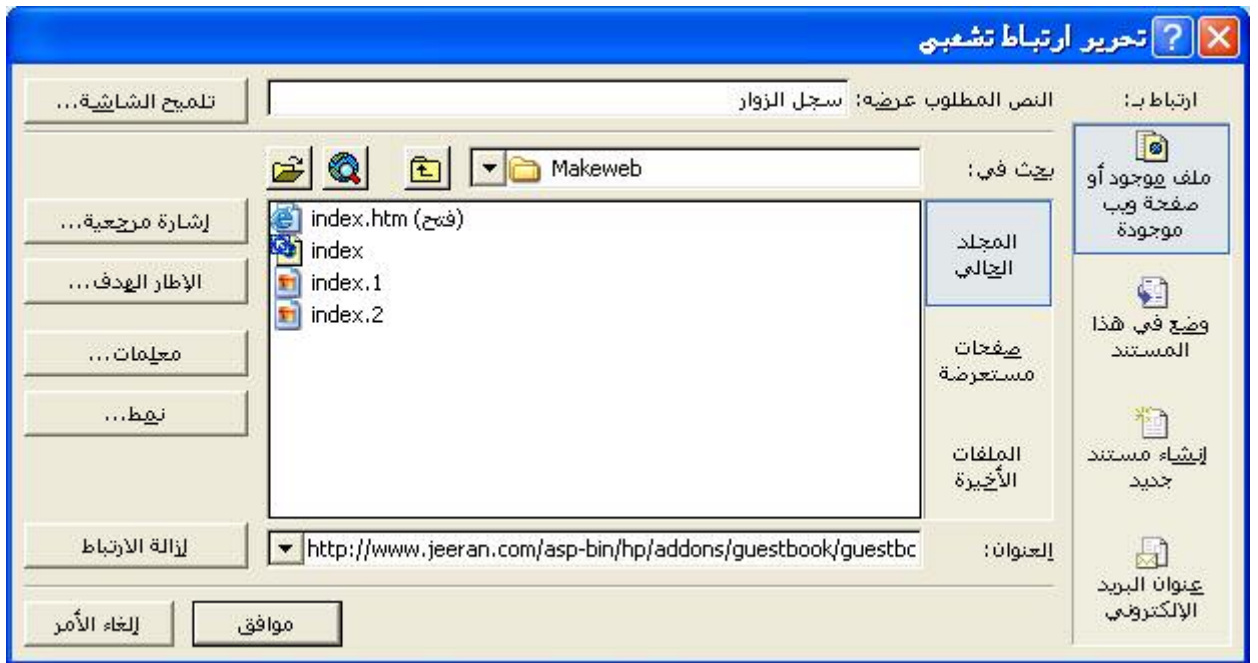 تحرير ارتباط تشعبي
ارتباط بـ:
النص المطلوب عرضه: سجل الزوار
تلميح الشاشة...
ملف موجود أو
صفحة ويب
موجودة
وضع في هذا
المستند
إنشاء مستند
جديد
عنوان البريد
الإلكتروني
بحث في: Makeweb
المجلد
الحالي
صفحات
مستعرضة
الملفات
الأخيرة
index.htm (فتح)
index
index.1
index.2
إشارة مرجعية...
الإطار الهدف...
معلمات...
نمط...
العنوان: http://www.jeeran.com/asp-bin/hp/addons/guestbook/guestbc
إزالة الارتباط
موافق
إلغاء الأمر